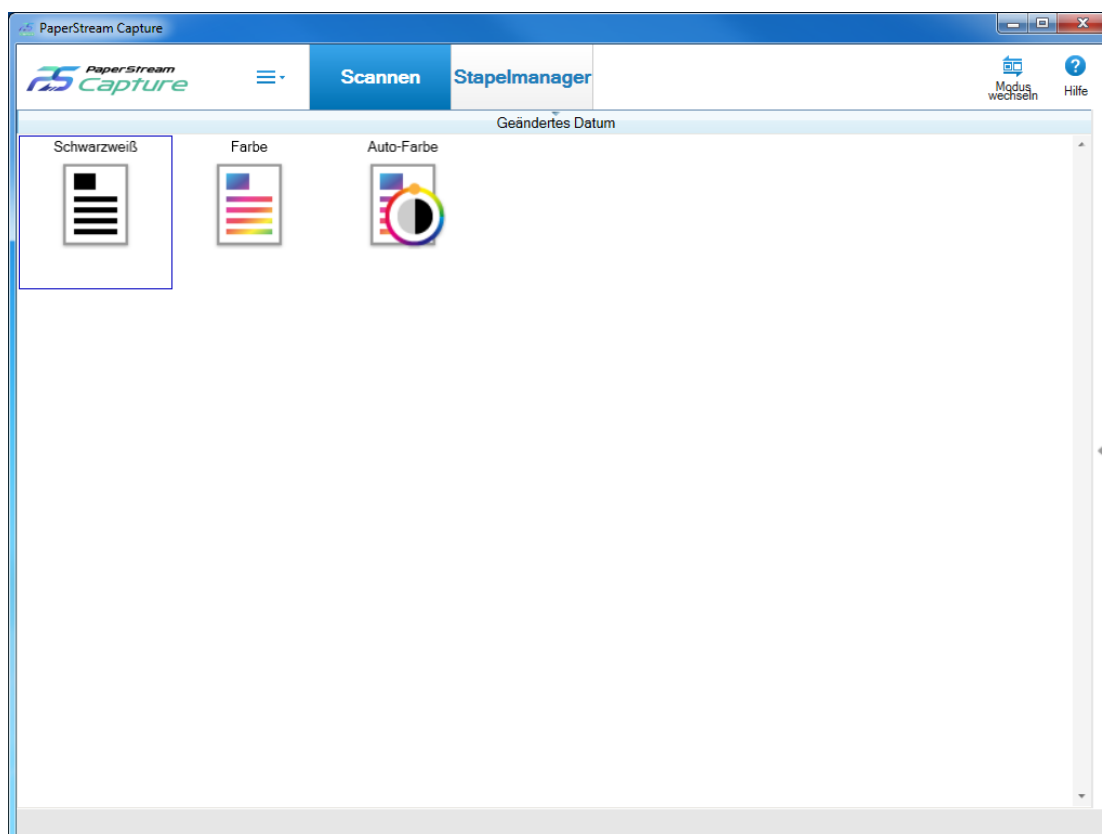 PaperStream Capture
PaperStream
Capture
Scannen
Stapelmanager
Modus
wechseln
Hilfe
Geändertes Datum
Schwarzweiß
Farbe
Auto-Farbe